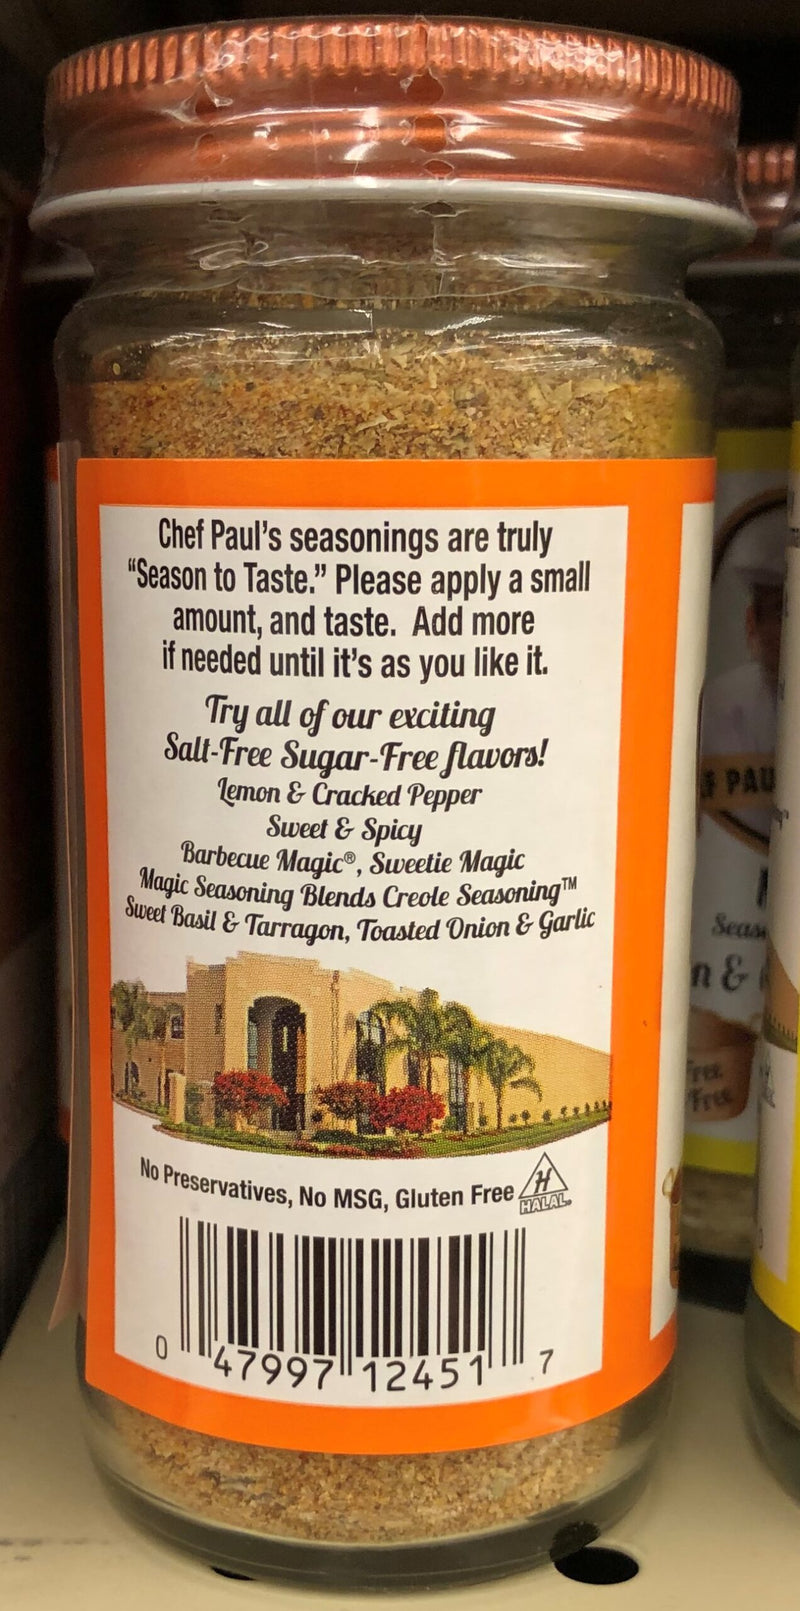 Chef Paul's seasonings are truly
"Season to Taste." Please apply a small
amount, and taste. Add more
if needed until it's as you like it.
Try all of our exciting
Salt-Free Sugar-Free flavors!
Lemon & Cracked Pepper
Sweet & Spicy
Barbecue Magic®, Sweetie Magic
Magic Seasoning Blends Creole Seasoning™
Sweet Basil & Tarragon, Toasted Onion & Garlic
No Preservatives, No MSG, Gluten Free
H
HALAL
0 47997 12451 7